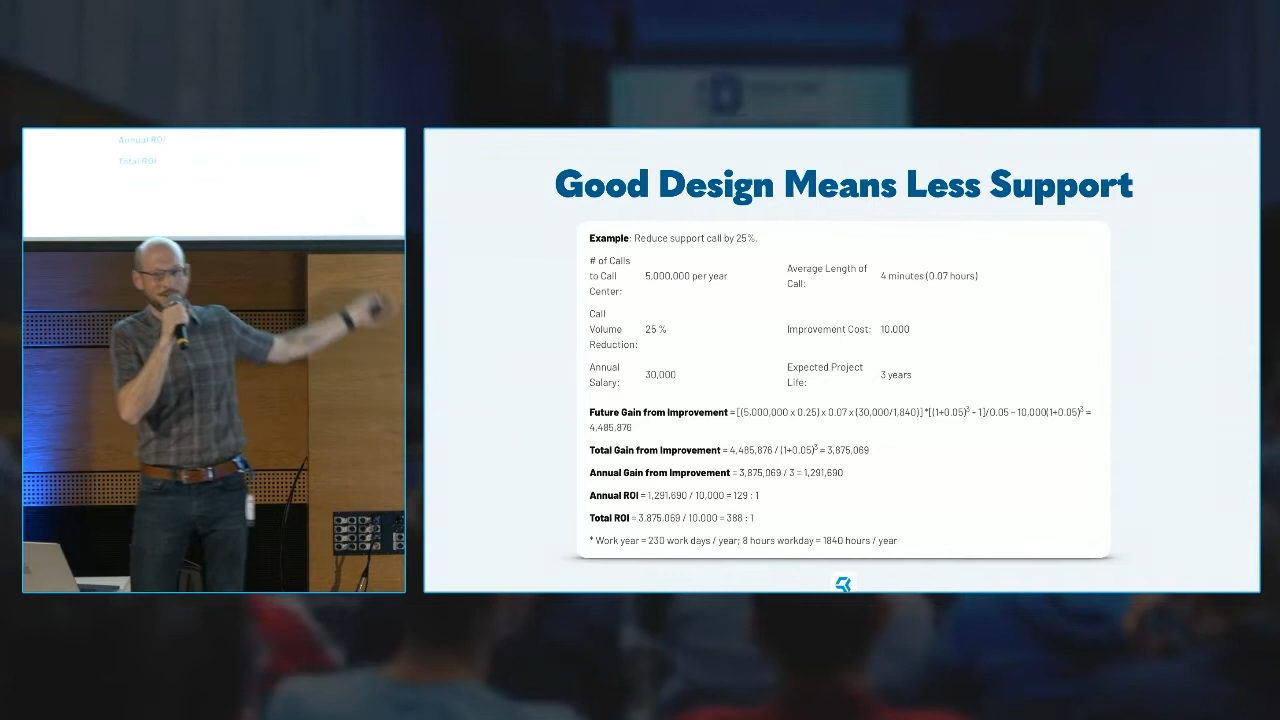 Annual ROI
Total ROI
Good Design Means Less Support
Example: Reduce support call by 25%.
# of Calls
to Call
Center:
5,000,000 per year
Average Length of
Call:
4 minutes (0.07 hours)
Call
Volume
Reduction:
25 %
Improvement Cost:
10,000
Annual
Salary:
30,000
Expected Project
Life:
3 years
Future Gain from Improvement = [(5,000,000 x 0.25) x 0.07 x (30,000/1,840)] *[(1+0.05)³ - 1]/0.05 - 10,000(1+0.05)³ =
4,485,876
Total Gain from Improvement = 4,485,876 / (1+0.05)³ = 3,875,069
Annual Gain from Improvement = 3,875,069 / 3 = 1,291,690
Annual ROI = 1,291,690 / 10,000 = 129 : 1
Total ROI = 3,875,069 / 10,000 = 388 : 1
* Work year = 230 work days / year; 8 hours workday = 1840 hours / year